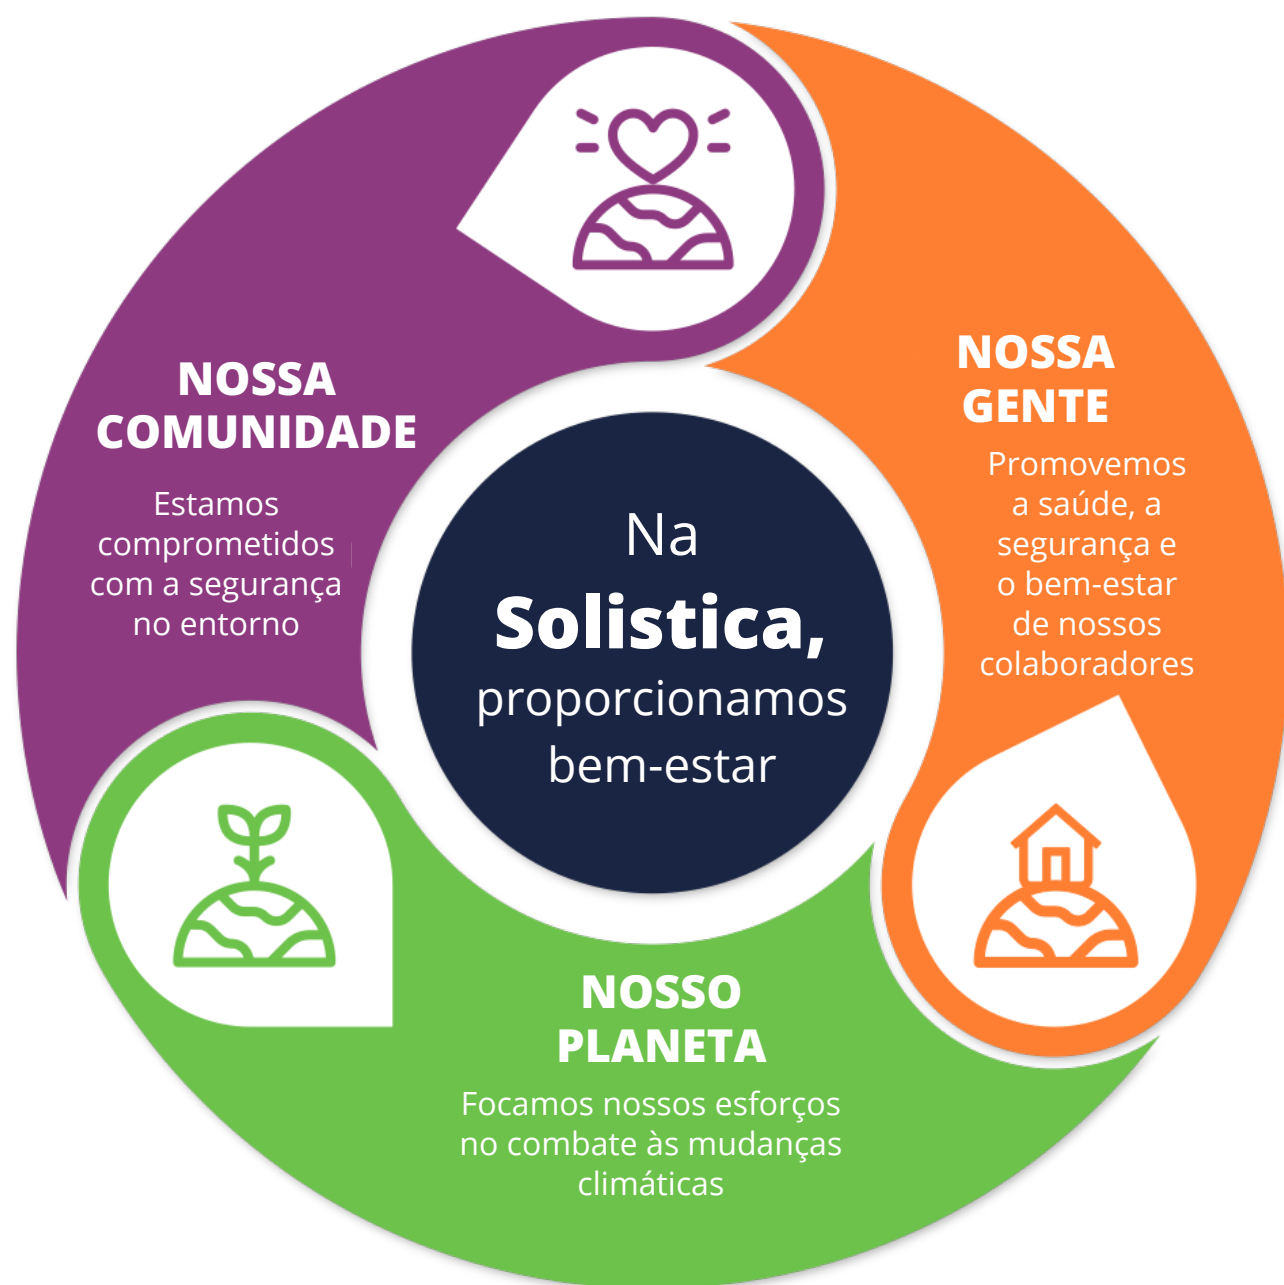 NOSSA
COMUNIDADE
Estamos
comprometidos
com a segurança
no entorno
NOSSA
GENTE
Promovemos
a saúde, a
segurança e
o bem-estar
de nossos
colaboradores
Na
Solistica,
proporcionamos
bem-estar
NOSSO
PLANETA
Focamos nossos esforços
no combate às mudanças
climáticas